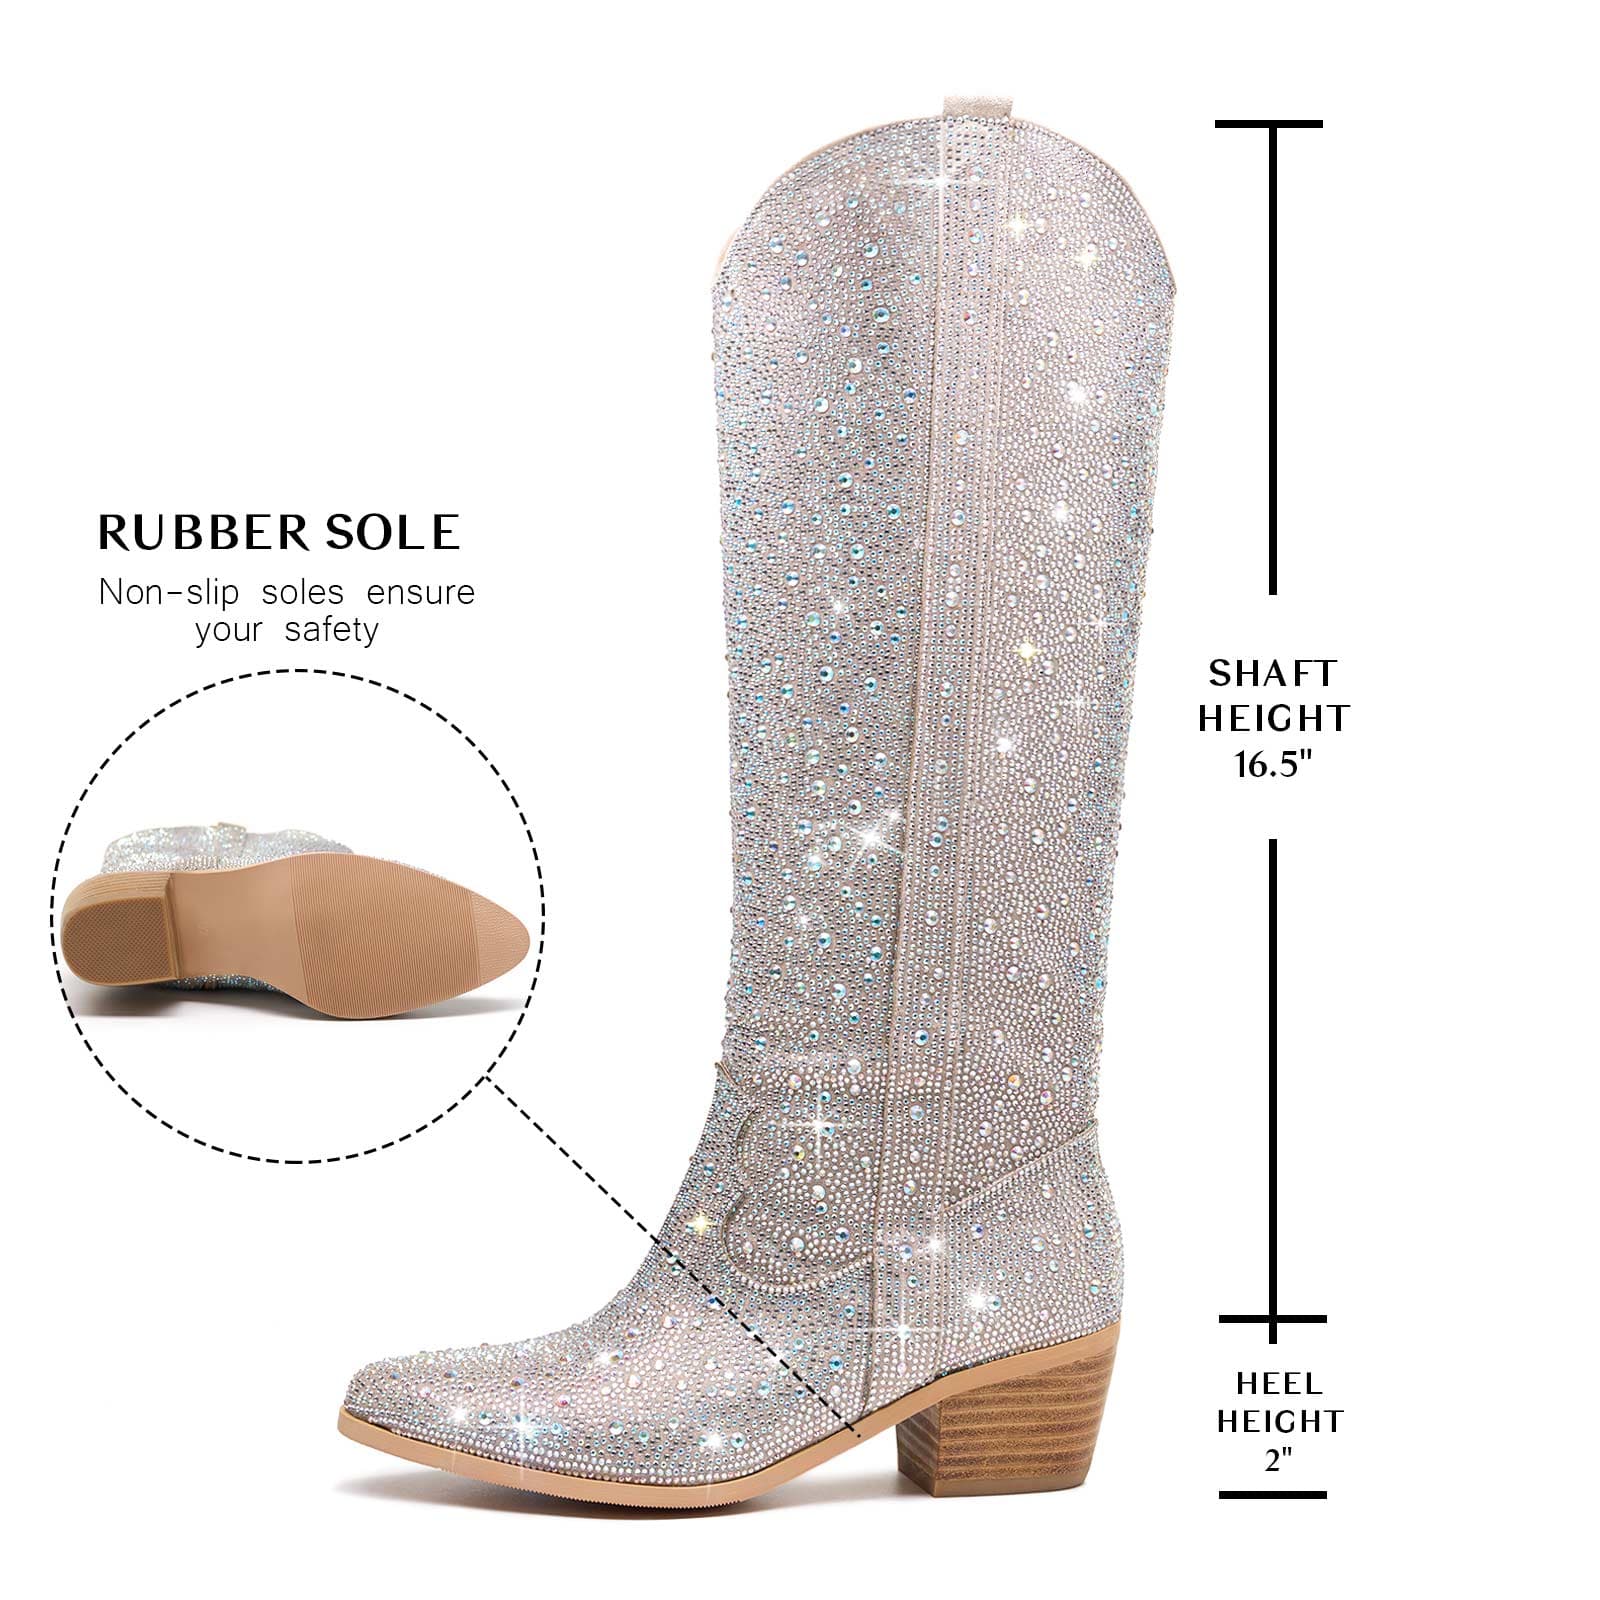 RUBBER SOLE
Non-slip soles ensure
your safety
SHAFT
HEIGHT
16.5"
HEEL
HEIGHT
2"